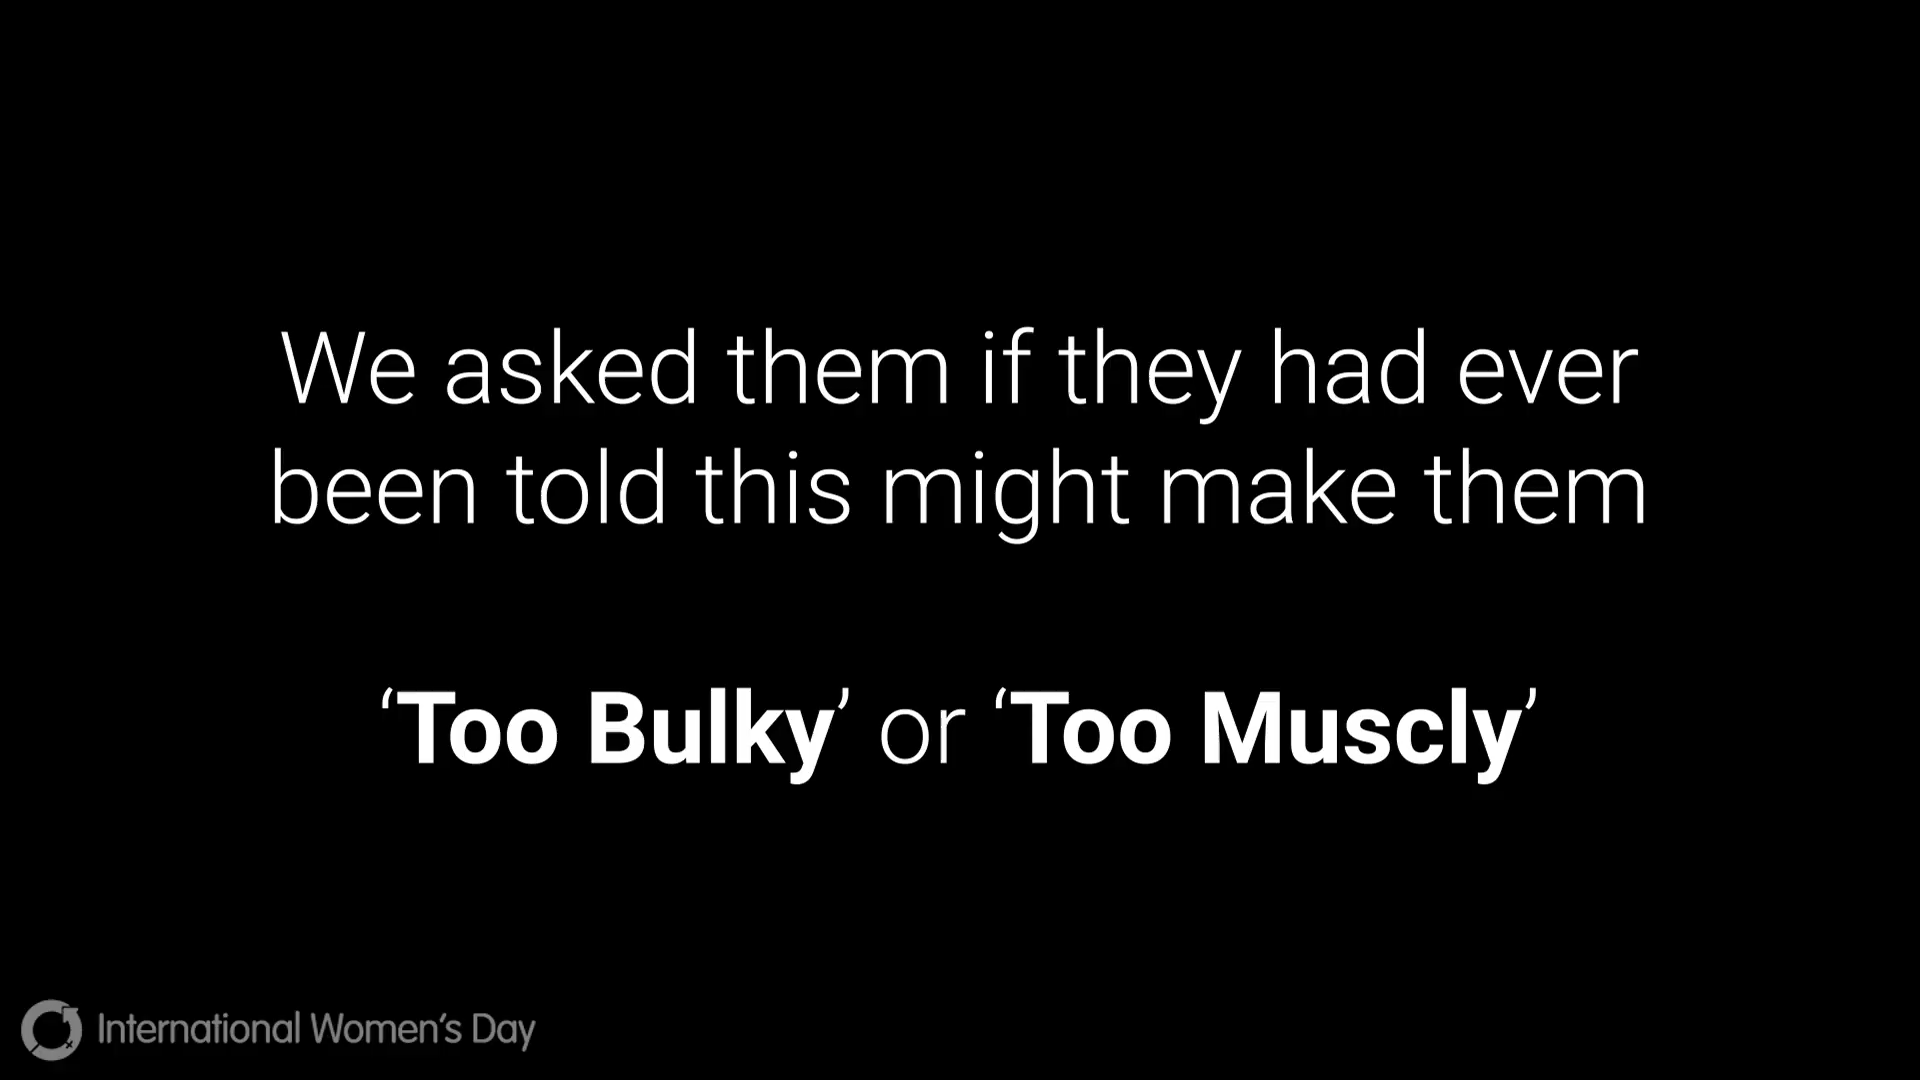 We asked them if they had ever
been told this might make them
‘Too Bulky’ or ‘Too Muscly’
International Women's Day